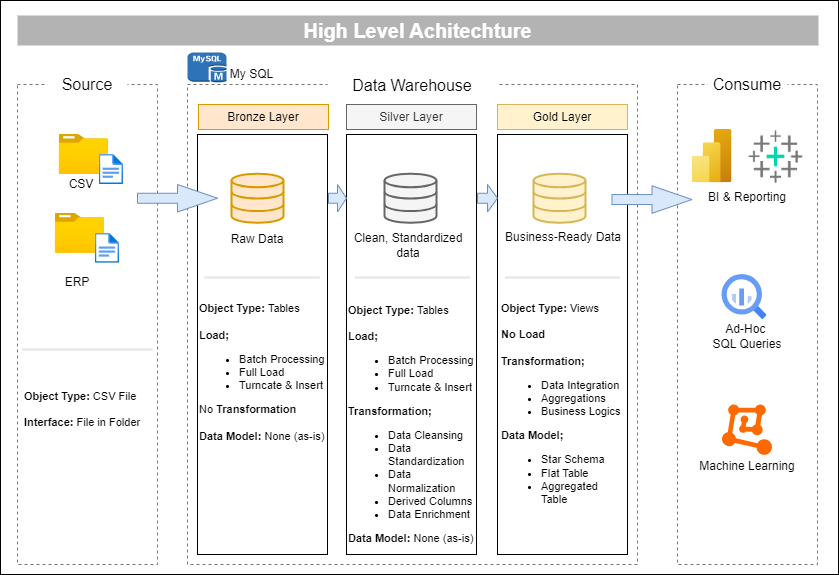 High Level Achitechture
Source
CSV
ERP
Object Type: CSV File
Interface: File in Folder
MySQL
M
My SQL
Data Warehouse
Bronze Layer
Raw Data
Object Type: Tables
Load;
• Batch Processing
• Full Load
• Turncate & Insert
No Transformation
Data Model: None (as-is)
Silver Layer
Clean, Standardized
data
Object Type: Tables
Load;
• Batch Processing
• Full Load
• Turncate & Insert
Transformation;
• Data Cleansing
• Data
Standardization
• Data
Normalization
• Derived Columns
• Data Enrichment
Data Model: None (as-is)
Gold Layer
Business-Ready Data
Object Type: Views
No Load
Transformation;
• Data Integration
• Aggregations
• Business Logics
Data Model;
• Star Schema
• Flat Table
• Aggregated
Table
Consume
BI & Reporting
Ad-Hoc
SQL Queries
Machine Learning